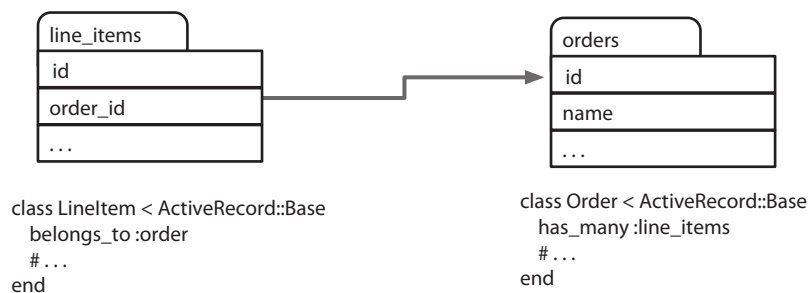 line_items
id
order_id
. . .
orders
id
name
. . .
class LineItem < ActiveRecord::Base
belongs_to :order
# . . .
end
class Order < ActiveRecord::Base
has_many :line_items
# . . .
end